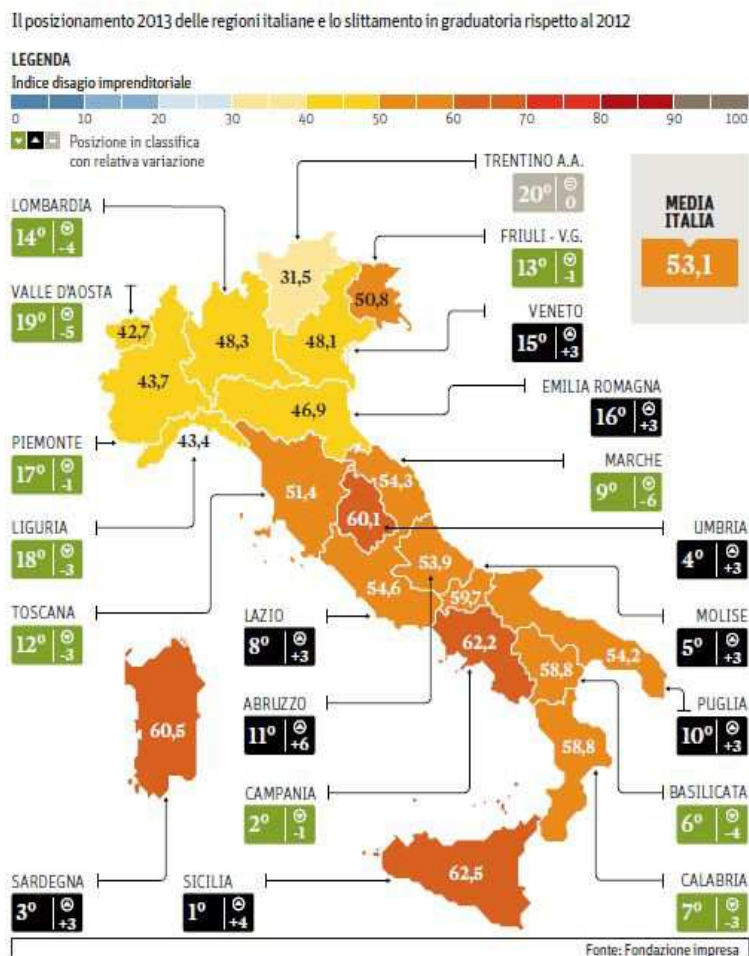 Il posizionamento 2013 delle regioni italiane e lo slittamento in graduatoria rispetto al 2012
LEGENDA
Indice disagio imprenditoriale
0 10 20 30 40 50 60 70 80 90 100
Posizione in classifica
con relativa variazione
TRENTINO A.A.
20° 0
MEDIA
ITALIA
53,1
LOMBARDIA
14° -4
FRIULI - V.G.
13° -1
VALLE D'AOSTA
19° -5
VENETO
15° +3
EMILIA ROMAGNA
16° +3
PIEMONTE
17° -1
MARCHE
9° -6
LIGURIA
18° -3
UMBRIA
4° +3
TOSCANA
12° -3
LAZIO
8° +3
MOLISE
5° +3
ABRUZZO
11° +6
PUGLIA
10° +3
CAMPANIA
2° -1
BASILICATA
6° -4
SARDEGNA
3° +3
SICILIA
1° +4
CALABRIA
7° -3
31,5
50,8
42,7
48,3
48,1
43,7
46,9
43,4
51,4
54,3
60,1
53,9
54,6
59,7
62,2
54,2
58,8
60,5
58,8
62,5
Fonte: Fondazione impresa